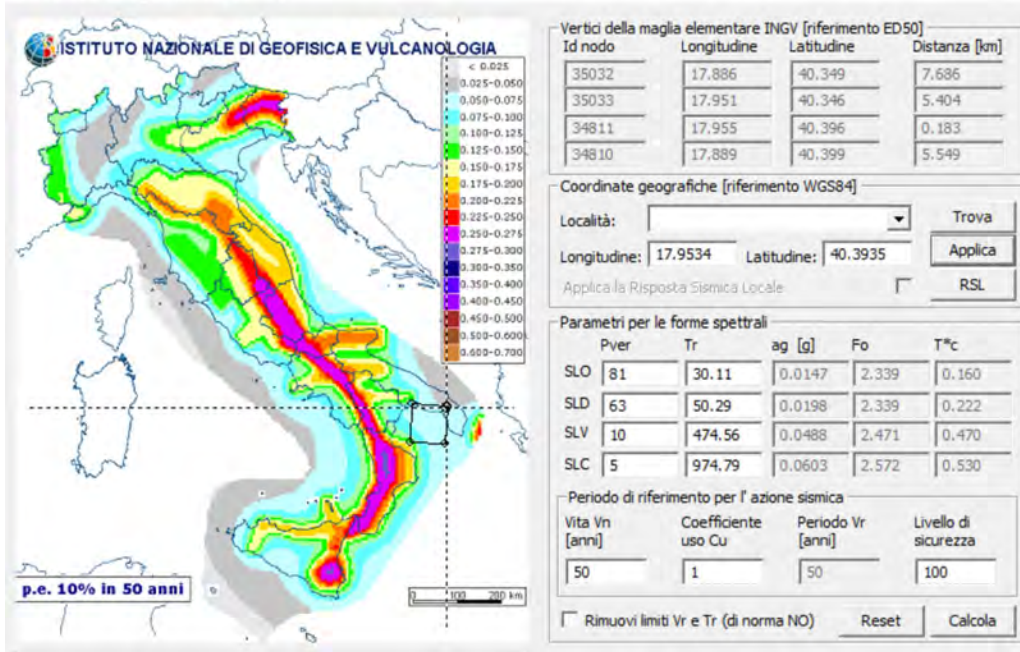 ISTITUTO NAZIONALE DI GEOFISICA E VULCANOLOGIA
< 0.025
0.025-0.050
0.050-0.075
0.075-0.100
0.100-0.125
0.125-0.150
0.150-0.175
0.175-0.200
0.200-0.225
0.225-0.250
0.250-0.275
0.275-0.300
0.300-0.350
0.350-0.400
0.400-0.450
0.450-0.500
0.500-0.600
0.600-0.700
p.e. 10% in 50 anni
0 100 200 km
Vertici della maglia elementare INGV [riferimento ED50]
Id nodo Longitudine Latitudine Distanza [km]
35032 17.886 40.349 7.686
35033 17.951 40.346 5.404
34811 17.955 40.396 0.183
34810 17.889 40.399 5.549
Coordinate geografiche [riferimento WGS84]
Località: Trova
Longitudine: 17.9534 Latitudine: 40.3935 Applica
Applica la Risposta Sismica Locale RSL
Parametri per le forme spettrali
Pver Tr ag [g] Fo T*c
SLO 81 30.11 0.0147 2.339 0.160
SLD 63 50.29 0.0198 2.339 0.222
SLV 10 474.56 0.0488 2.471 0.470
SLC 5 974.79 0.0603 2.572 0.530
Periodo di riferimento per l' azione sismica
Vita Vn [anni] Coefficiente uso Cu Periodo Vr [anni] Livello di sicurezza
50 1 50 100
Rimuovi limiti Vr e Tr (di norma NO) Reset Calcola